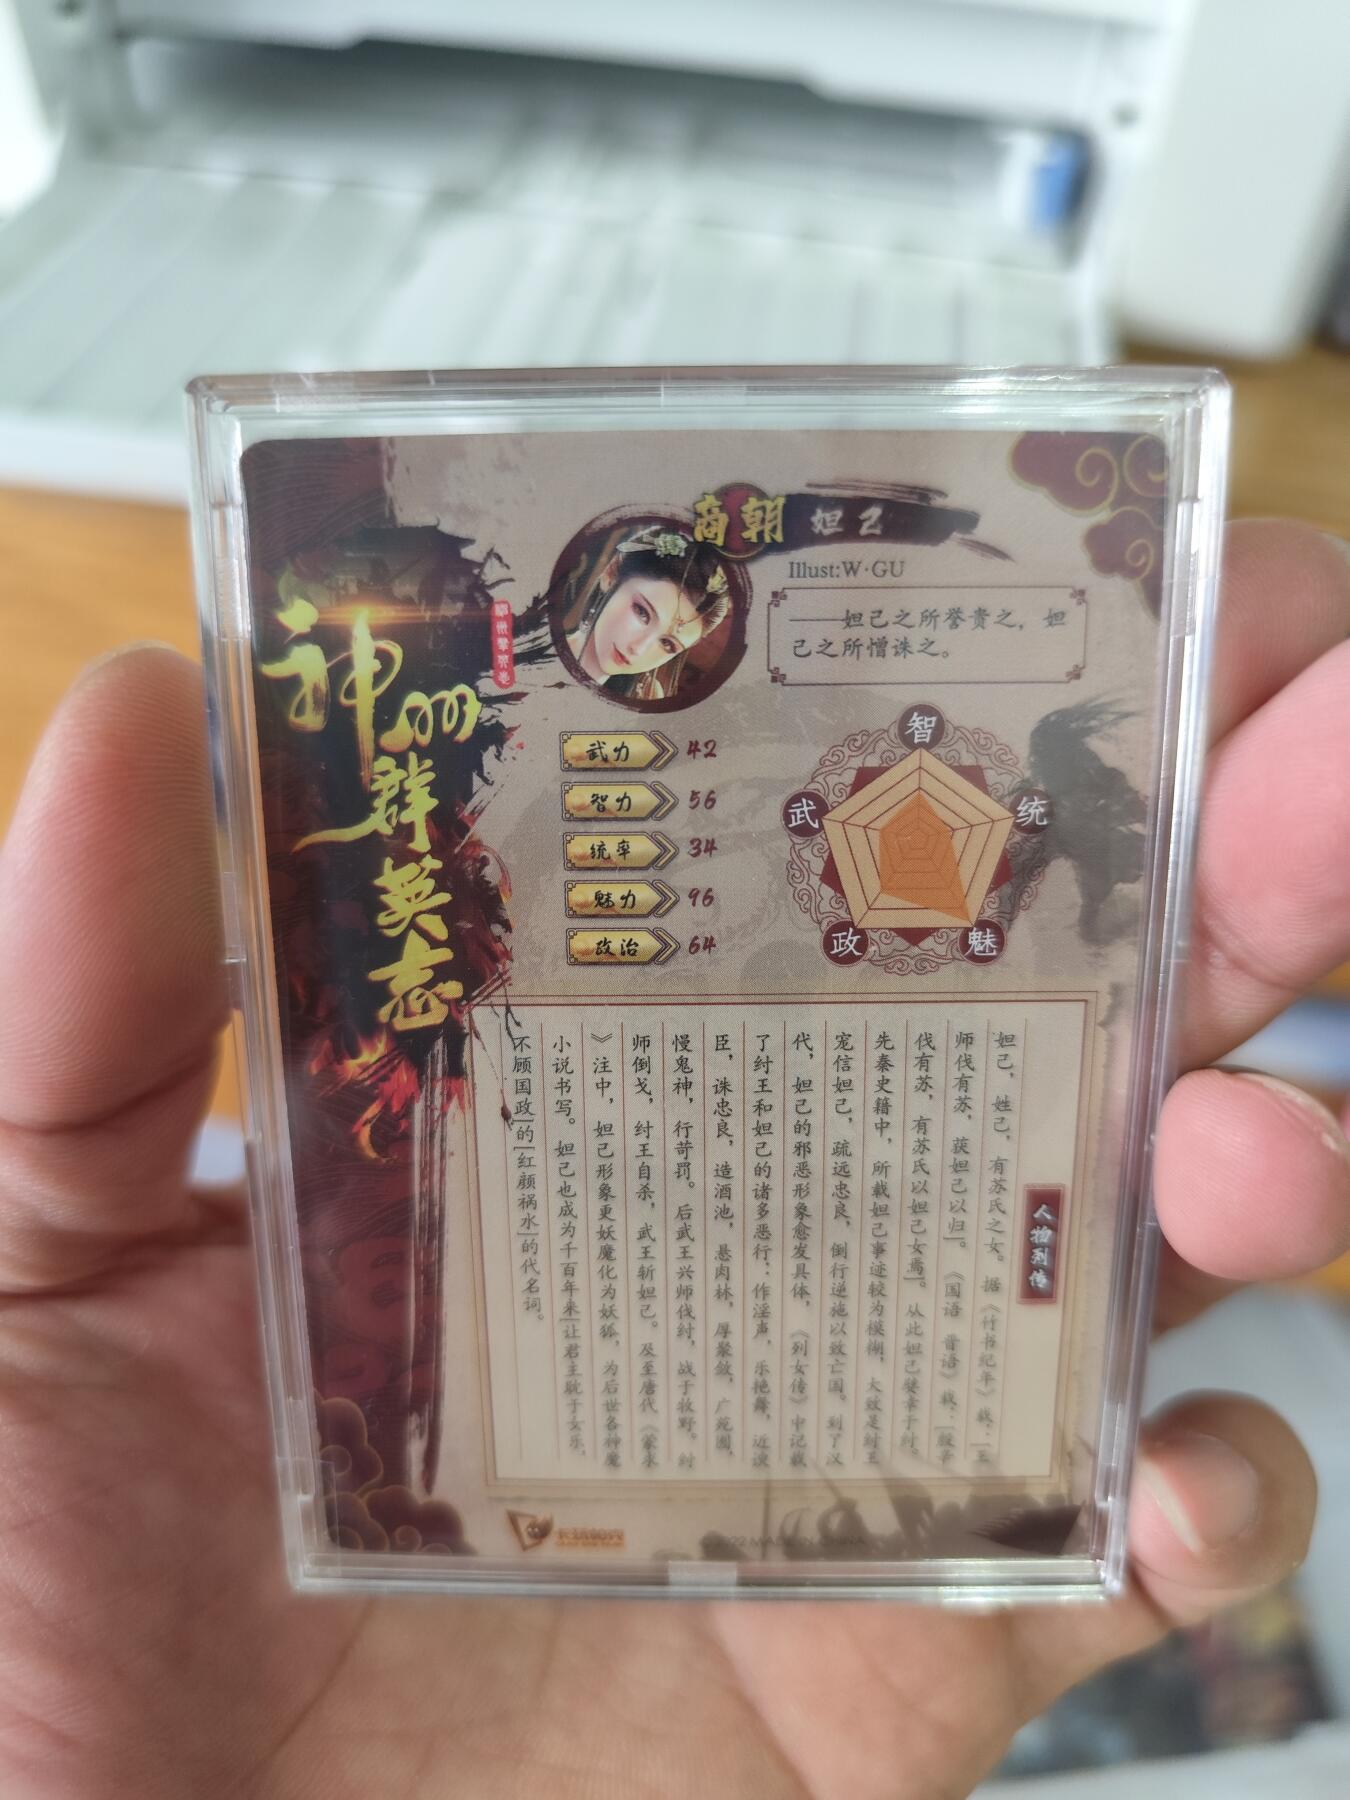 商朝 妲己
Illust:W·GU
——妲己之所誉贵之，妲
己之所憎诛之。
神州群英志
武力 42
智力 56
统率 34
魅力 96
政治 64
智
武
统
政
魅
人物列传
妲己，姓己，有苏氏之女。据《竹书纪年》载：「王
师伐有苏，获妲己以归」。《国语 晋语》载：「殷辛
伐有苏，有苏氏以妲己女焉」。从此妲己嬖幸于纣。
先秦史籍中，所载妲己事迹较为模糊，大致是纣王
宠信妲己，疏远忠良，倒行逆施以致亡国。到了汉
代，妲己的邪恶形象愈发具体，《列女传》中记载
了纣王和妲己的诸多恶行：作淫声，乐艳舞，近谀
臣，诛忠良，造酒池，悬肉林，厚聚敛，广苑囿，
慢鬼神，行苛罚。后武王兴师伐纣，战于牧野。纣
师倒戈，纣王自杀，武王斩妲己。及至唐代《蒙求
》注中，妲己形象更妖魔化为妖狐，为后世各神魔
小说书写。妲己也成为千百年来「让君主耽于女乐，
不顾国政」的「红颜祸水」的代名词。
2022 MADE IN CHINA